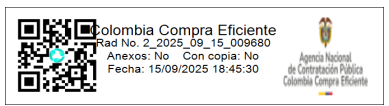 Colombia Compra Eficiente
Rad No. 2_2025_09_15_009680
Anexos: No Con copia: No
Fecha: 15/09/2025 18:45:30
Agencia Nacional
de Contratación Pública
Colombia Compra Eficiente